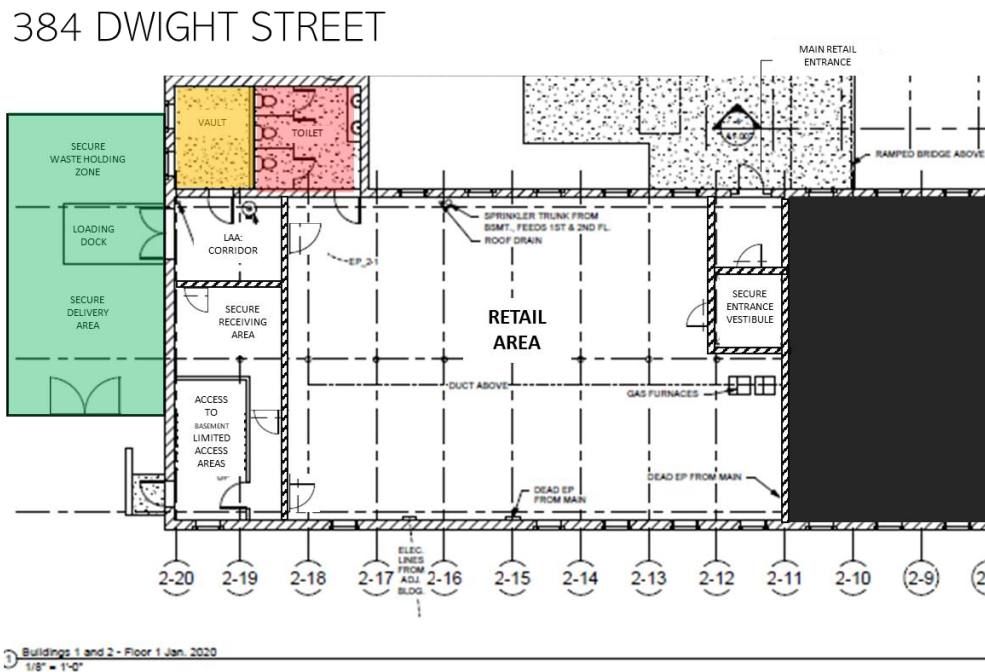 384 DWIGHT STREET
MAIN RETAIL
ENTRANCE
VAULT
TOILET
SECURE
WASTE HOLDING
ZONE
RAMPED BRIDGE ABOVE
LOADING
DOCK
LAA:
CORRIDOR
SPRINKLER TRUNK FROM
BSMT., FEEDS 1ST & 2ND FL.
ROOF DRAIN
EP_2-1
SECURE
DELIVERY
AREA
SECURE
RECEIVING
AREA
RETAIL
AREA
SECURE
ENTRANCE
VESTIBULE
DUCT ABOVE
GAS FURNACES
ACCESS
TO
BASEMENT
LIMITED
ACCESS
AREAS
DEAD EP
FROM MAIN
DEAD EP FROM MAIN
ELEC.
LINES
FROM
ADJ.
BLDG.
2-20 2-19 2-18 2-17 2-16 2-15 2-14 2-13 2-12 2-11 2-10 2-9
1 Buildings 1 and 2 - Floor 1 Jan. 2020
1/8" = 1'-0"